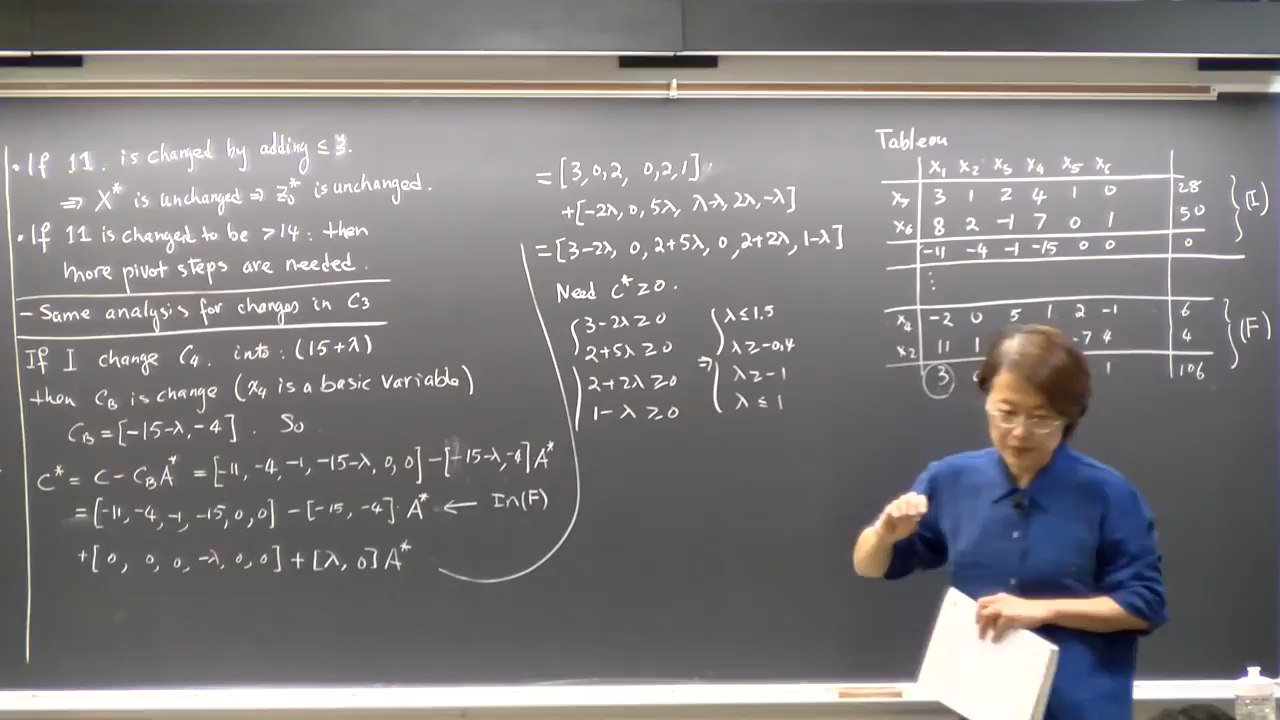 • If 11 . is changed by adding ≤ 3.
⇒ X* is unchanged ⇒ z₀* is unchanged.
• If 11 is changed to be >14 : then
more pivot steps are needed.
- Same analysis for changes in C₃
If I change C₄ into : (15+λ)
then C_B is change (x₄ is a basic variable)
C_B = [-15-λ, -4] . So
C* = C - C_B A* = [-11, -4, -1, -15-λ, 0, 0] - [-15-λ, -4] A*
= [-11, -4, -1, -15, 0, 0] - [-15, -4] · A* ← In (F)
+ [0, 0, 0, -λ, 0, 0] + [λ, 0] A*
= [3, 0, 2, 0, 2, 1]
+ [-2λ, 0, 5λ, λ-λ, 2λ, -λ]
= [3-2λ, 0, 2+5λ, 0, 2+2λ, 1-λ]
Need C* ≥ 0.
3-2λ ≥ 0 λ ≤ 1.5
2+5λ ≥ 0 λ ≥ -0.4
2+2λ ≥ 0 ⇒ λ ≥ -1
1-λ ≥ 0 λ ≤ 1
Tableau
x₁ x₂ x₃ x₄ x₅ x₆
x₅ 3 1 2 4 1 0 28
x₆ 8 2 -1 7 0 1 50 (I)
-11 -4 -1 -15 0 0 0
⋮
x₄ -2 0 5 1 2 -1 6
x₂ 11 1 -7 4 4 (F)
3 1 106